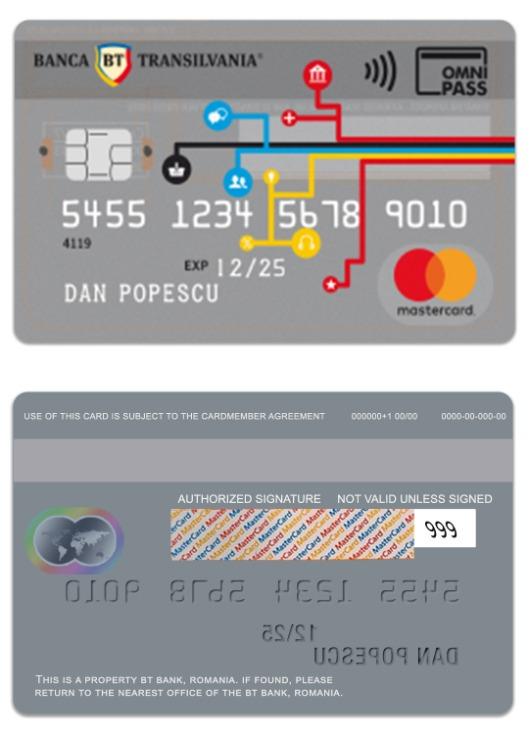 BANCA BT TRANSILVANIA®
OMNI
PASS
5455 1234 5678 9010
4119
EXP 12/25
DAN POPESCU
mastercard.
USE OF THIS CARD IS SUBJECT TO THE CARDMEMBER AGREEMENT 000000+1 00/00 0000-00-000-00
AUTHORIZED SIGNATURE NOT VALID UNLESS SIGNED
MasterCard MasterCard MasterCard
999
5455 1234 5678 9010
12/25
DAN POPESCU
THIS IS A PROPERTY BT BANK, ROMANIA. IF FOUND, PLEASE
RETURN TO THE NEAREST OFFICE OF THE BT BANK, ROMANIA.